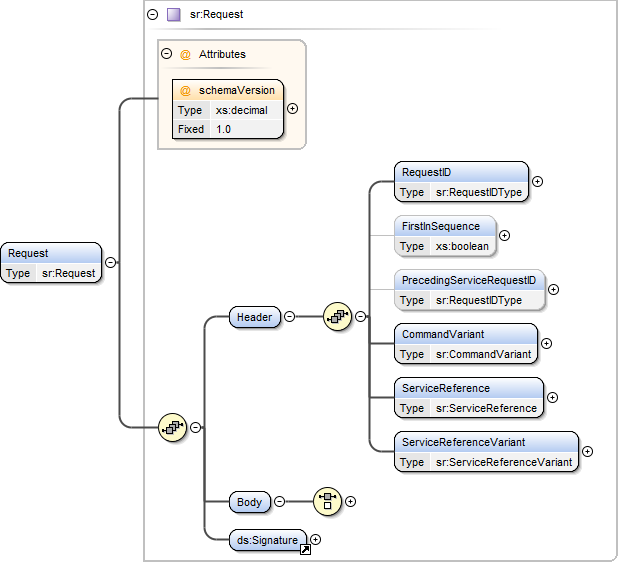 sr:Request
@ Attributes
@ schemaVersion
Type xs:decimal
Fixed 1.0
Request
Type sr:Request
RequestID
Type sr:RequestIDType
FirstInSequence
Type xs:boolean
PrecedingServiceRequestID
Type sr:RequestIDType
Header
CommandVariant
Type sr:CommandVariant
ServiceReference
Type sr:ServiceReference
ServiceReferenceVariant
Type sr:ServiceReferenceVariant
Body
ds:Signature